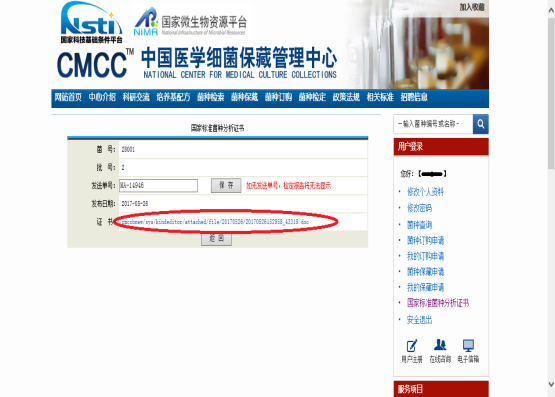 加入收藏
Nsti
国家科技基础条件平台
NIMR
国家微生物资源平台
National Infrastructure of Microbial Resources
CMCC™
中国医学细菌保藏管理中心
NATIONAL CENTER FOR MEDICAL CULTURE COLLECTIONS
网站首页 中心介绍 科研交流 培养基配方 菌种检索 菌种保藏 菌种订购 菌种检定 政策法规 相关标准 招聘信息
国家标准菌种分析证书
菌 号: 28001
批 号: 2
发送单号: MA-14946 保 存 如无发送单号,检定报告将无法显示
发布日期: 2017-05-26
证 书:
返 回
--输入菌种编号或名称--
用户登录
您好:【 】
· 修改个人资料
· 修改密码
· 菌种查询
· 菌种订购申请
· 我的订购申请
· 菌种保藏申请
· 我的保藏申请
· 国家标准菌种分析证书
· 安全退出
用户注册 在线咨询 电子信箱
服务项目